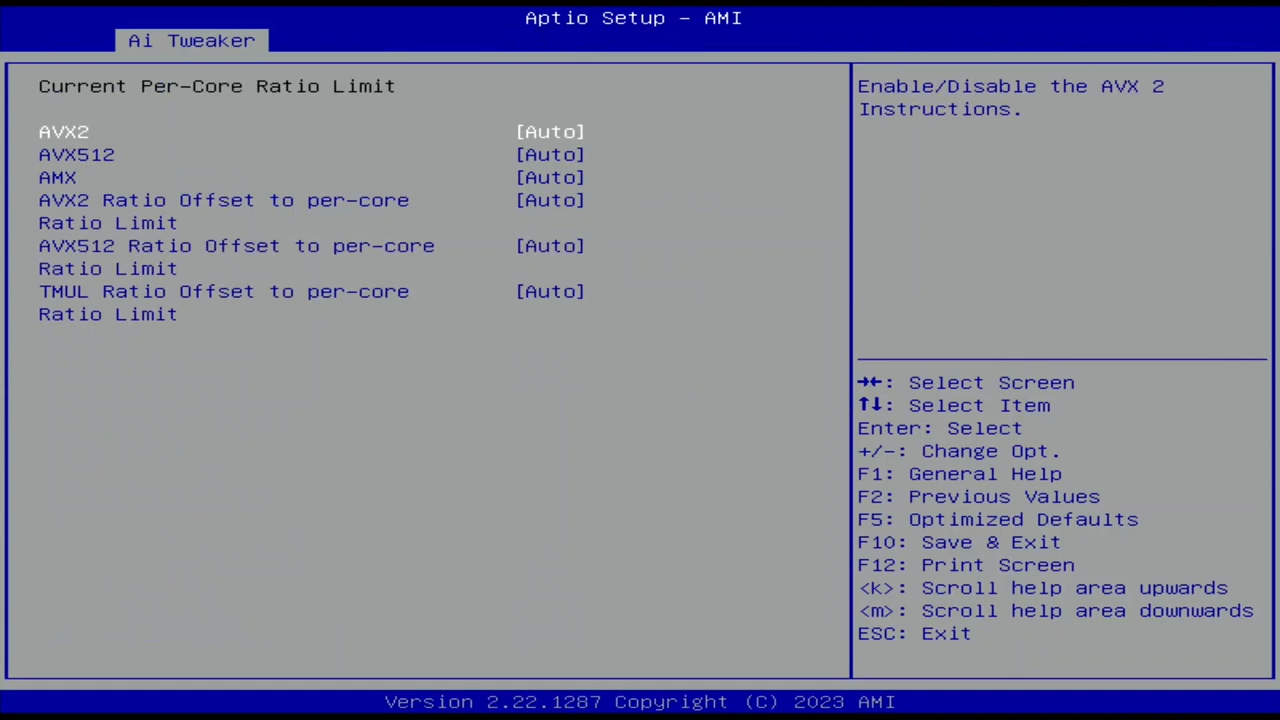 Aptio Setup - AMI
Ai Tweaker
Current Per-Core Ratio Limit
AVX2 [Auto]
AVX512 [Auto]
AMX [Auto]
AVX2 Ratio Offset to per-core [Auto]
Ratio Limit
AVX512 Ratio Offset to per-core [Auto]
Ratio Limit
TMUL Ratio Offset to per-core [Auto]
Ratio Limit
Enable/Disable the AVX 2
Instructions.
→←: Select Screen
↑↓: Select Item
Enter: Select
+/-: Change Opt.
F1: General Help
F2: Previous Values
F5: Optimized Defaults
F10: Save & Exit
F12: Print Screen
<k>: Scroll help area upwards
<m>: Scroll help area downwards
ESC: Exit
Version 2.22.1287 Copyright (C) 2023 AMI